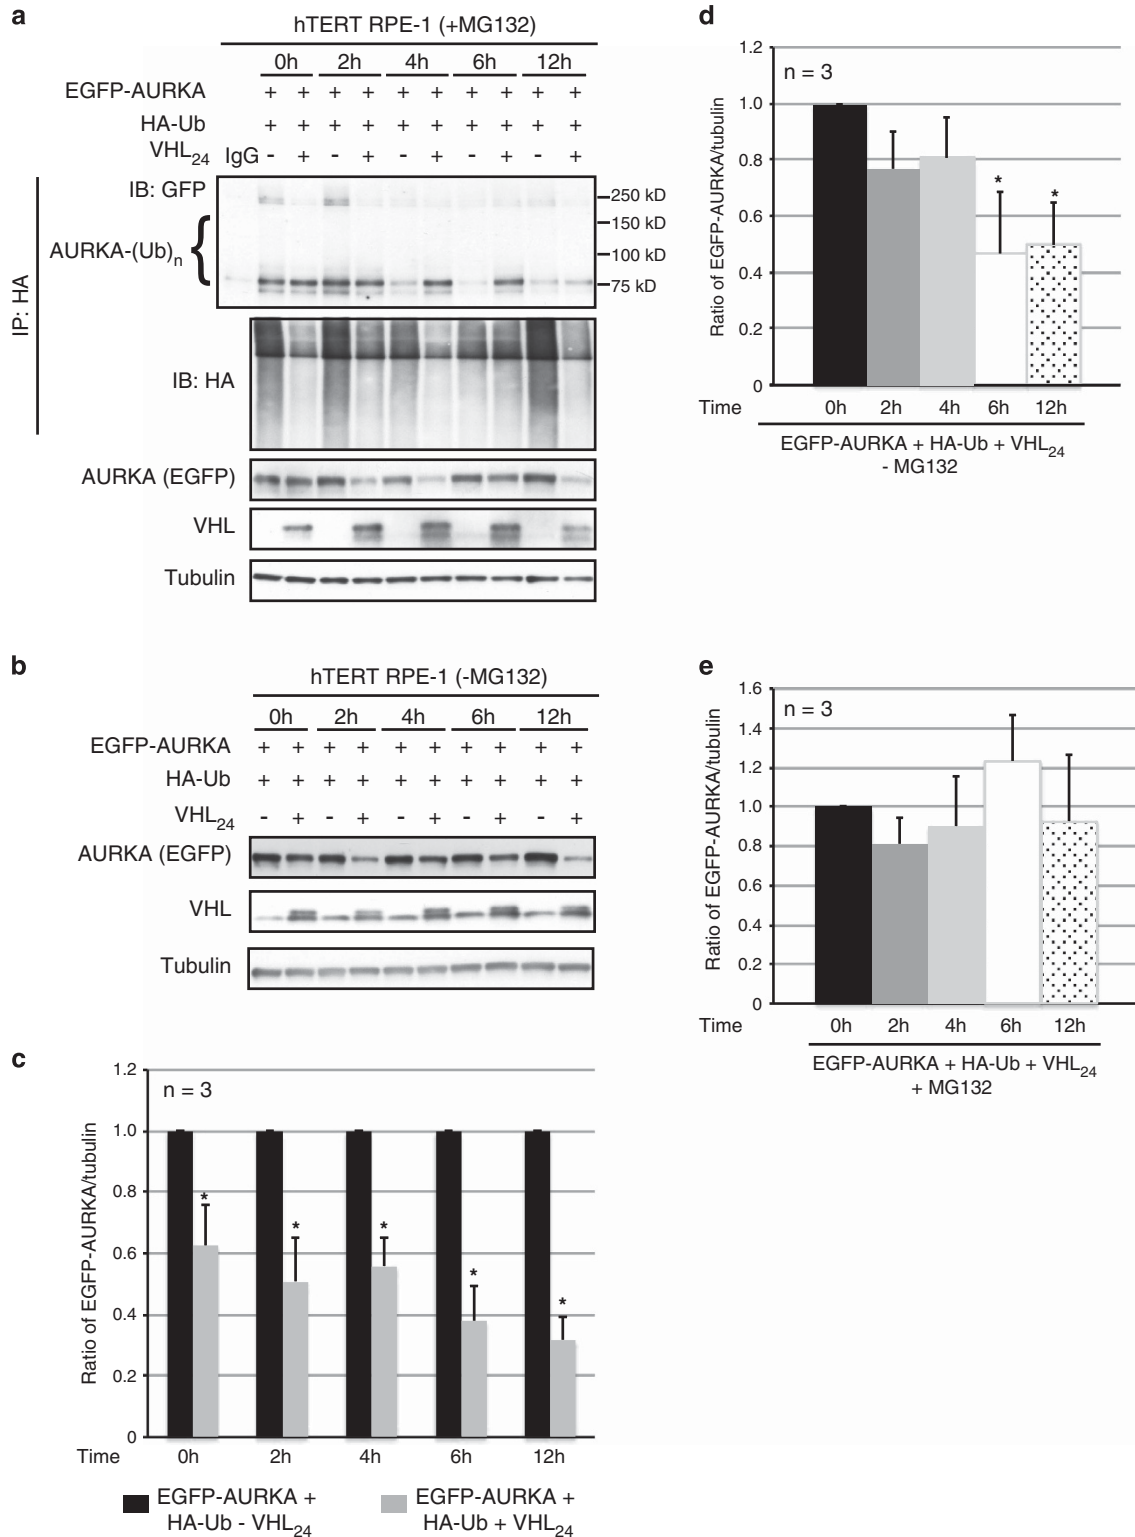 a
hTERT RPE-1 (+MG132)
0h 2h 4h 6h 12h
EGFP-AURKA + + + + + + + + + +
HA-Ub + + + + + + + + + +
VHL24 IgG - + - + - + - + - +
IP: HA
IB: GFP
AURKA-(Ub)n {
250 kD
150 kD
100 kD
75 kD
IB: HA
AURKA (EGFP)
VHL
Tubulin
b
hTERT RPE-1 (-MG132)
0h 2h 4h 6h 12h
EGFP-AURKA + + + + + + + + + +
HA-Ub + + + + + + + + + +
VHL24 - + - + - + - + - +
AURKA (EGFP)
VHL
Tubulin
c
n = 3
Ratio of EGFP-AURKA/tubulin
1.2
1.0
0.8
0.6
0.4
0.2
0
* * * * *
Time 0h 2h 4h 6h 12h
EGFP-AURKA +
HA-Ub - VHL24
EGFP-AURKA +
HA-Ub + VHL24
d
n = 3
Ratio of EGFP-AURKA/tubulin
1.2
1.0
0.8
0.6
0.4
0.2
0
* *
Time 0h 2h 4h 6h 12h
EGFP-AURKA + HA-Ub + VHL24
- MG132
e
n = 3
Ratio of EGFP-AURKA/tubulin
1.6
1.4
1.2
1.0
0.8
0.6
0.4
0.2
0
Time 0h 2h 4h 6h 12h
EGFP-AURKA + HA-Ub + VHL24
+ MG132